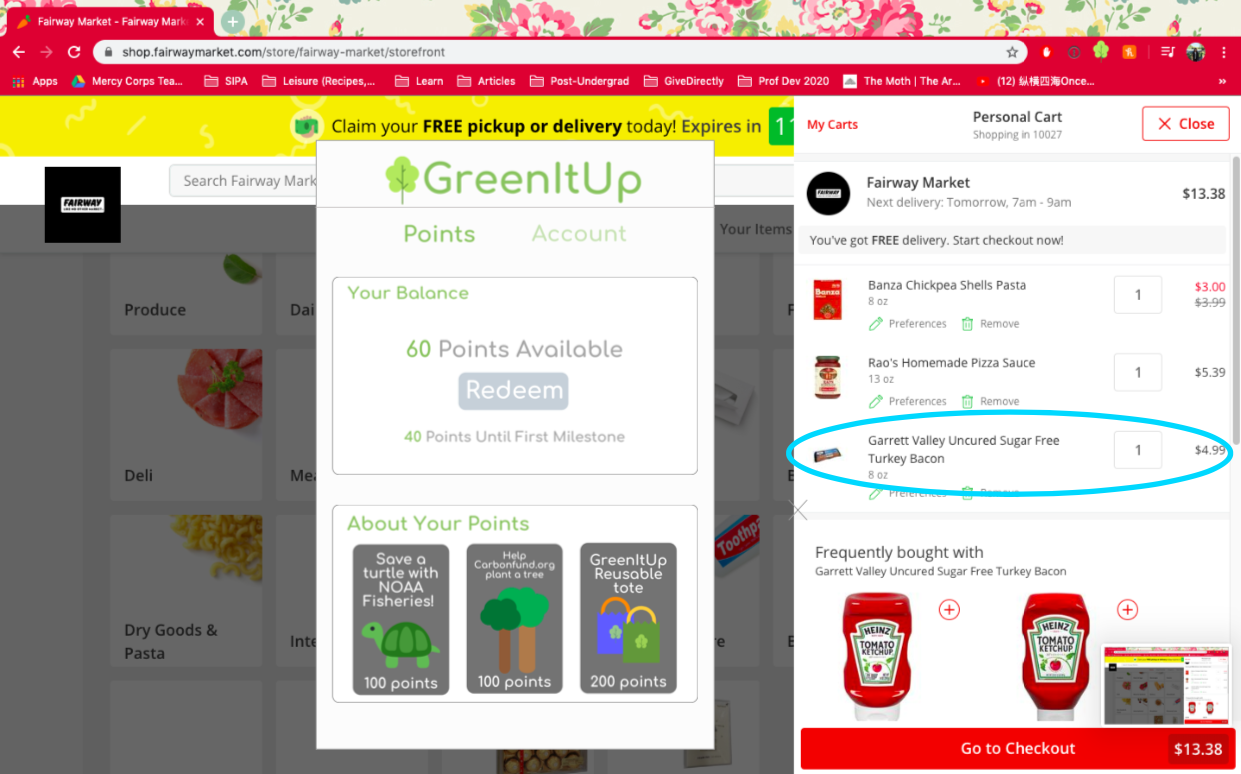 Fairway Market - Fairway Mark
shop.fairwaymarket.com/store/fairway-market/storefront
Apps
Mercy Corps Tea...
SIPA
Leisure (Recipes,...
Learn
Articles
Post-Undergrad
GiveDirectly
Prof Dev 2020
The Moth | The Ar...
(12) 纵横四海Once...
»
Claim your FREE pickup or delivery today! Expires in
Search Fairway Mark
FAIRWAY
Your Items
Produce
Dai
F
Deli
Mea
Dry Goods &
Pasta
Inte
re
Toothpa
GreenItUp
Points
Account
Your Balance
60 Points Available
Redeem
40 Points Until First Milestone
About Your Points
Save a
turtle with
NOAA
Fisheries!
100 points
Help
Carbonfund.org
plant a tree
100 points
GreenItUp
Reusable
tote
200 points
My Carts
Personal Cart
Shopping in 10027
Close
Fairway Market
Next delivery: Tomorrow, 7am - 9am
$13.38
You've got FREE delivery. Start checkout now!
Banza
Banza Chickpea Shells Pasta
8 oz
Preferences
Remove
1
$3.00
$3.99
Rao's Homemade Pizza Sauce
13 oz
Preferences
Remove
1
$5.39
Garrett Valley Uncured Sugar Free
Turkey Bacon
8 oz
Preferences
Remove
1
$4.99
Frequently bought with
Garrett Valley Uncured Sugar Free Turkey Bacon
HEINZ
TOMATO
KETCHUP
HEINZ
TOMATO
KETCHUP
Go to Checkout
$13.38